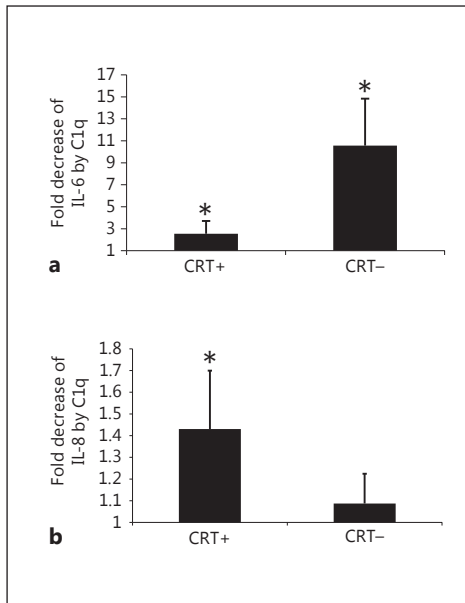 Fold decrease of
IL-6 by C1q
17
15
13
11
9
7
5
3
1
*
*
CRT+
CRT–
a
Fold decrease of
IL-8 by C1q
1.8
1.7
1.6
1.5
1.4
1.3
1.2
1.1
1
*
CRT+
CRT–
b